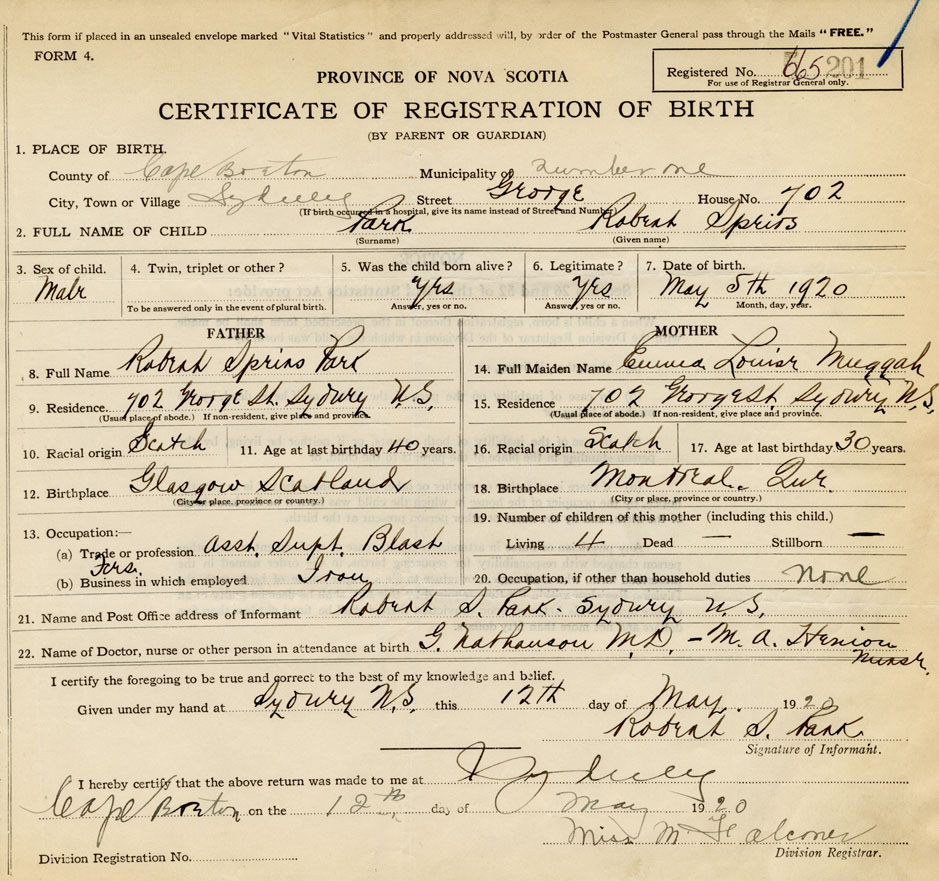 This form if placed in an unsealed envelope marked "Vital Statistics" and properly addressed will, by order of the Postmaster General pass through the Mails "FREE."
FORM 4.
Registered No. 665 201
For use of Registrar General only.
PROVINCE OF NOVA SCOTIA
CERTIFICATE OF REGISTRATION OF BIRTH
(BY PARENT OR GUARDIAN)
1. PLACE OF BIRTH.
County of Cape Breton Municipality of number one
City, Town or Village Sydney Street George House No. 702
(If birth occurred in a hospital, give its name instead of Street and Number)
2. FULL NAME OF CHILD Park Robert Speirs
(Surname) (Given name)
3. Sex of child. 4. Twin, triplet or other? 5. Was the child born alive? 6. Legitimate? 7. Date of birth.
Male yes yes May 5th 1920
To be answered only in the event of plural birth. Answer, yes or no. Answer, yes or no. Month, day, year.
FATHER
8. Full Name Robert Speirs Park
9. Residence 702 George St. Sydney N.S.
(Usual place of abode.) If non-resident, give place and province.
10. Racial origin Scotch 11. Age at last birthday 40 years.
12. Birthplace Glasgow Scotland
(City or place, province or country.)
13. Occupation:—
(a) Trade or profession Asst. Supt. Blast
Fces.
(b) Business in which employed Iron
MOTHER
14. Full Maiden Name Emma Louise Muggah
15. Residence 702 George St. Sydney N.S.
(Usual place of abode.) If non-resident, give place and province.
16. Racial origin Scotch 17. Age at last birthday 30 years.
18. Birthplace Montreal. Que.
(City or place, province or country.)
19. Number of children of this mother (including this child.)
Living 4 Dead — Stillborn —
20. Occupation, if other than household duties none
21. Name and Post Office address of Informant Robert S. Park - Sydney N.S.
22. Name of Doctor, nurse or other person in attendance at birth G. Nathanson M.D. - M. A. Henion
Nurse.
I certify the foregoing to be true and correct to the best of my knowledge and belief.
Given under my hand at Sydney N.S. this 12th day of May. 1920
Robert S. Park
Signature of Informant.
I hereby certify that the above return was made to me at Sydney
Cape Breton on the 12th day of May 1920
Miss M Falconer
Division Registrar.
Division Registration No.